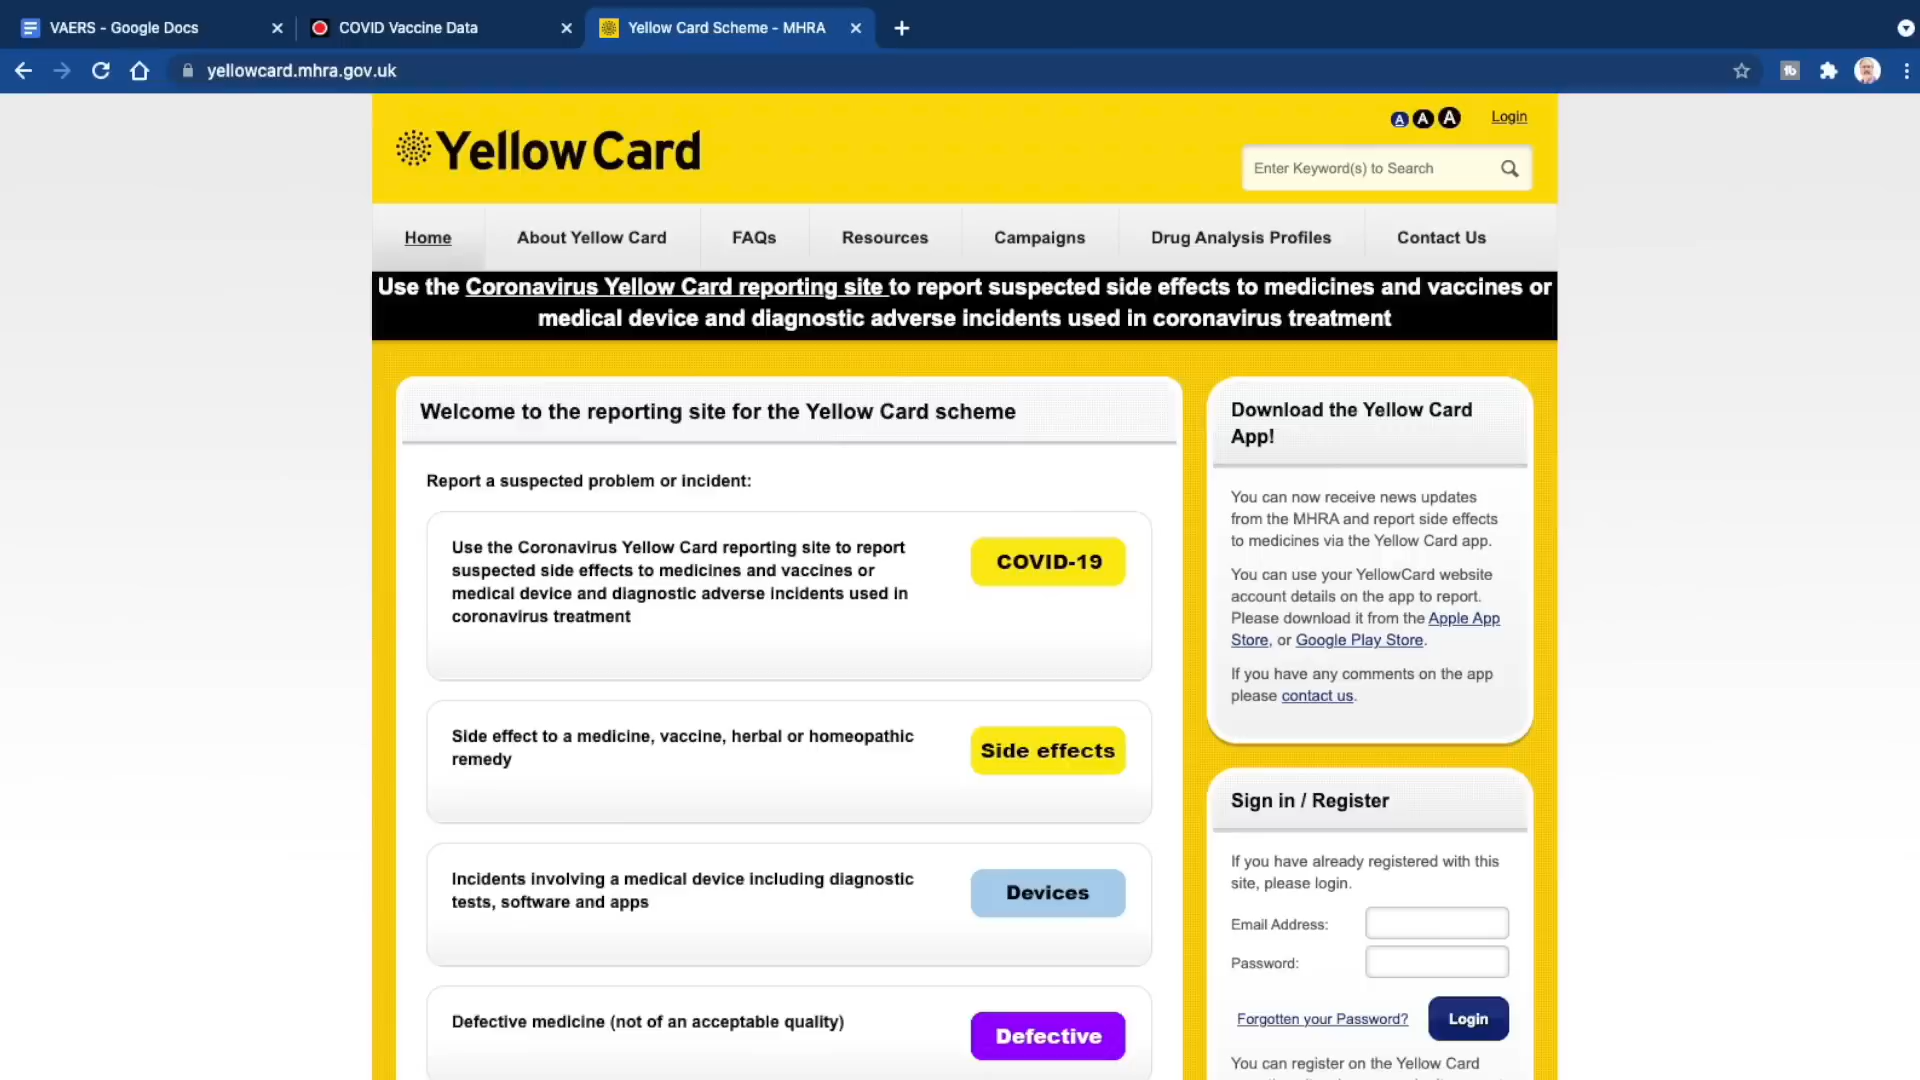 VAERS - Google Docs
COVID Vaccine Data
Yellow Card Scheme - MHRA
yellowcard.mhra.gov.uk
A A A Login
YellowCard
Enter Keyword(s) to Search
Home About Yellow Card FAQs Resources Campaigns Drug Analysis Profiles Contact Us
Use the Coronavirus Yellow Card reporting site to report suspected side effects to medicines and vaccines or
medical device and diagnostic adverse incidents used in coronavirus treatment
Welcome to the reporting site for the Yellow Card scheme
Report a suspected problem or incident:
Use the Coronavirus Yellow Card reporting site to report
suspected side effects to medicines and vaccines or
medical device and diagnostic adverse incidents used in
coronavirus treatment
COVID-19
Side effect to a medicine, vaccine, herbal or homeopathic
remedy
Side effects
Incidents involving a medical device including diagnostic
tests, software and apps
Devices
Defective medicine (not of an acceptable quality)
Defective
Download the Yellow Card
App!
You can now receive news updates
from the MHRA and report side effects
to medicines via the Yellow Card app.
You can use your YellowCard website
account details on the app to report.
Please download it from the Apple App
Store, or Google Play Store.
If you have any comments on the app
please contact us.
Sign in / Register
If you have already registered with this
site, please login.
Email Address:
Password:
Forgotten your Password? Login
You can register on the Yellow Card